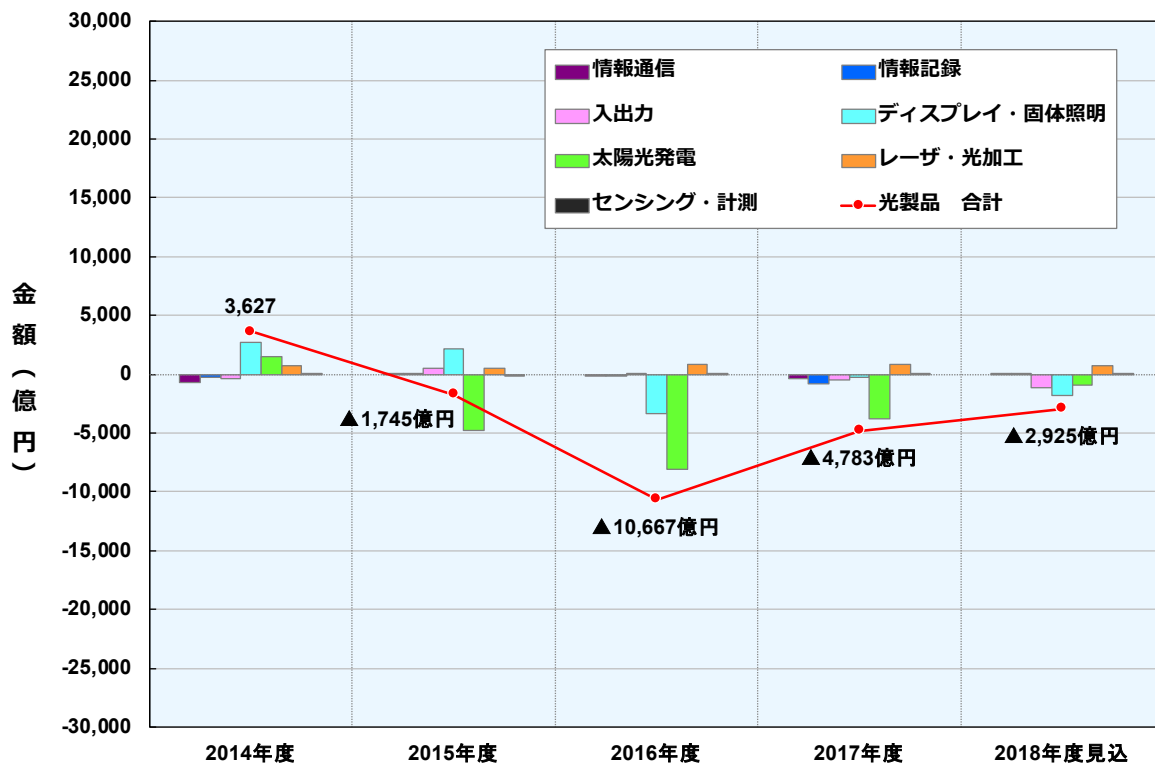 金額(億円)
30,000
25,000
20,000
15,000
10,000
5,000
0
-5,000
-10,000
-15,000
-20,000
-25,000
-30,000
情報通信
情報記録
入出力
ディスプレイ・固体照明
太陽光発電
レーザ・光加工
センシング・計測
光製品 合計
3,627
▲1,745億円
▲10,667億円
▲4,783億円
▲2,925億円
2014年度
2015年度
2016年度
2017年度
2018年度見込